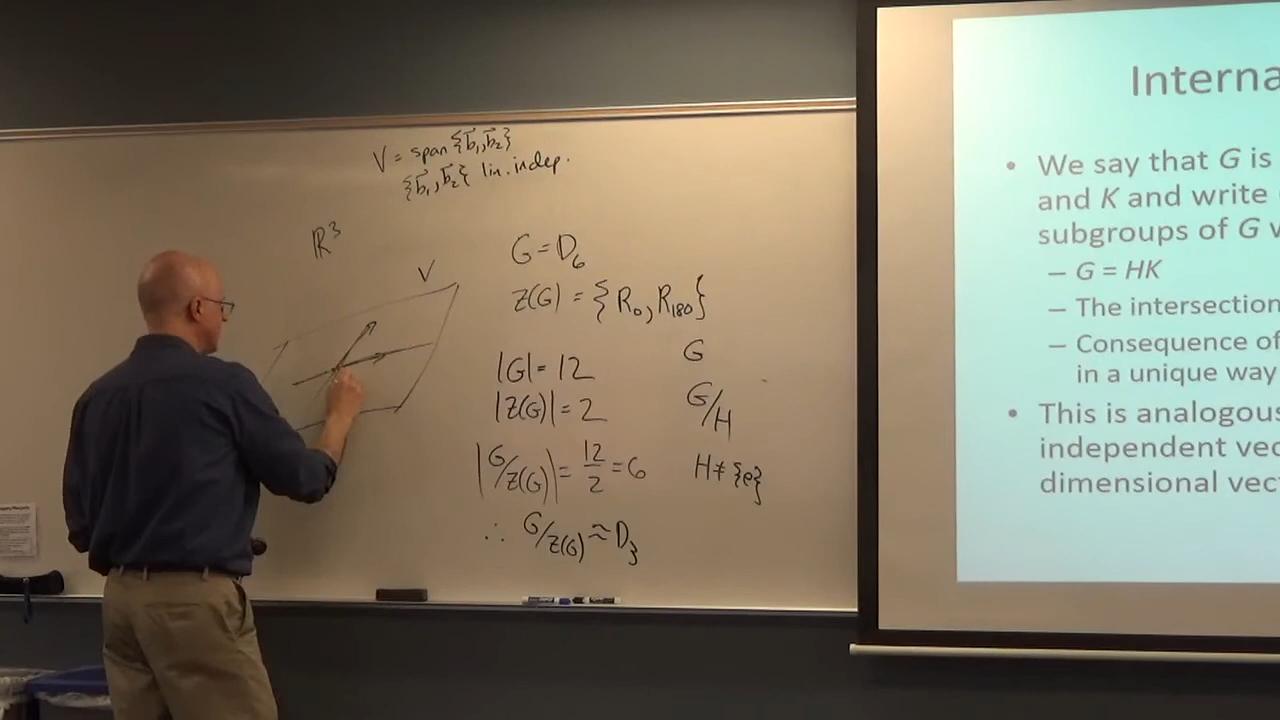 V = span {b⃗₁, b⃗₂}
{b⃗₁, b⃗₂} lin. indep.
ℝ³
V
G = D₆
Z(G) = {R₀, R₁₈₀}
|G| = 12
|Z(G)| = 2
|G/Z(G)| = 12/2 = 6
∴ G/Z(G) ≈ D₃
G
G/H
H ≠ {e}
Interna
• We say that G is
and K and write
subgroups of G
– G = HK
– The intersection
– Consequence of
in a unique way
• This is analogous
independent vec
dimensional vect